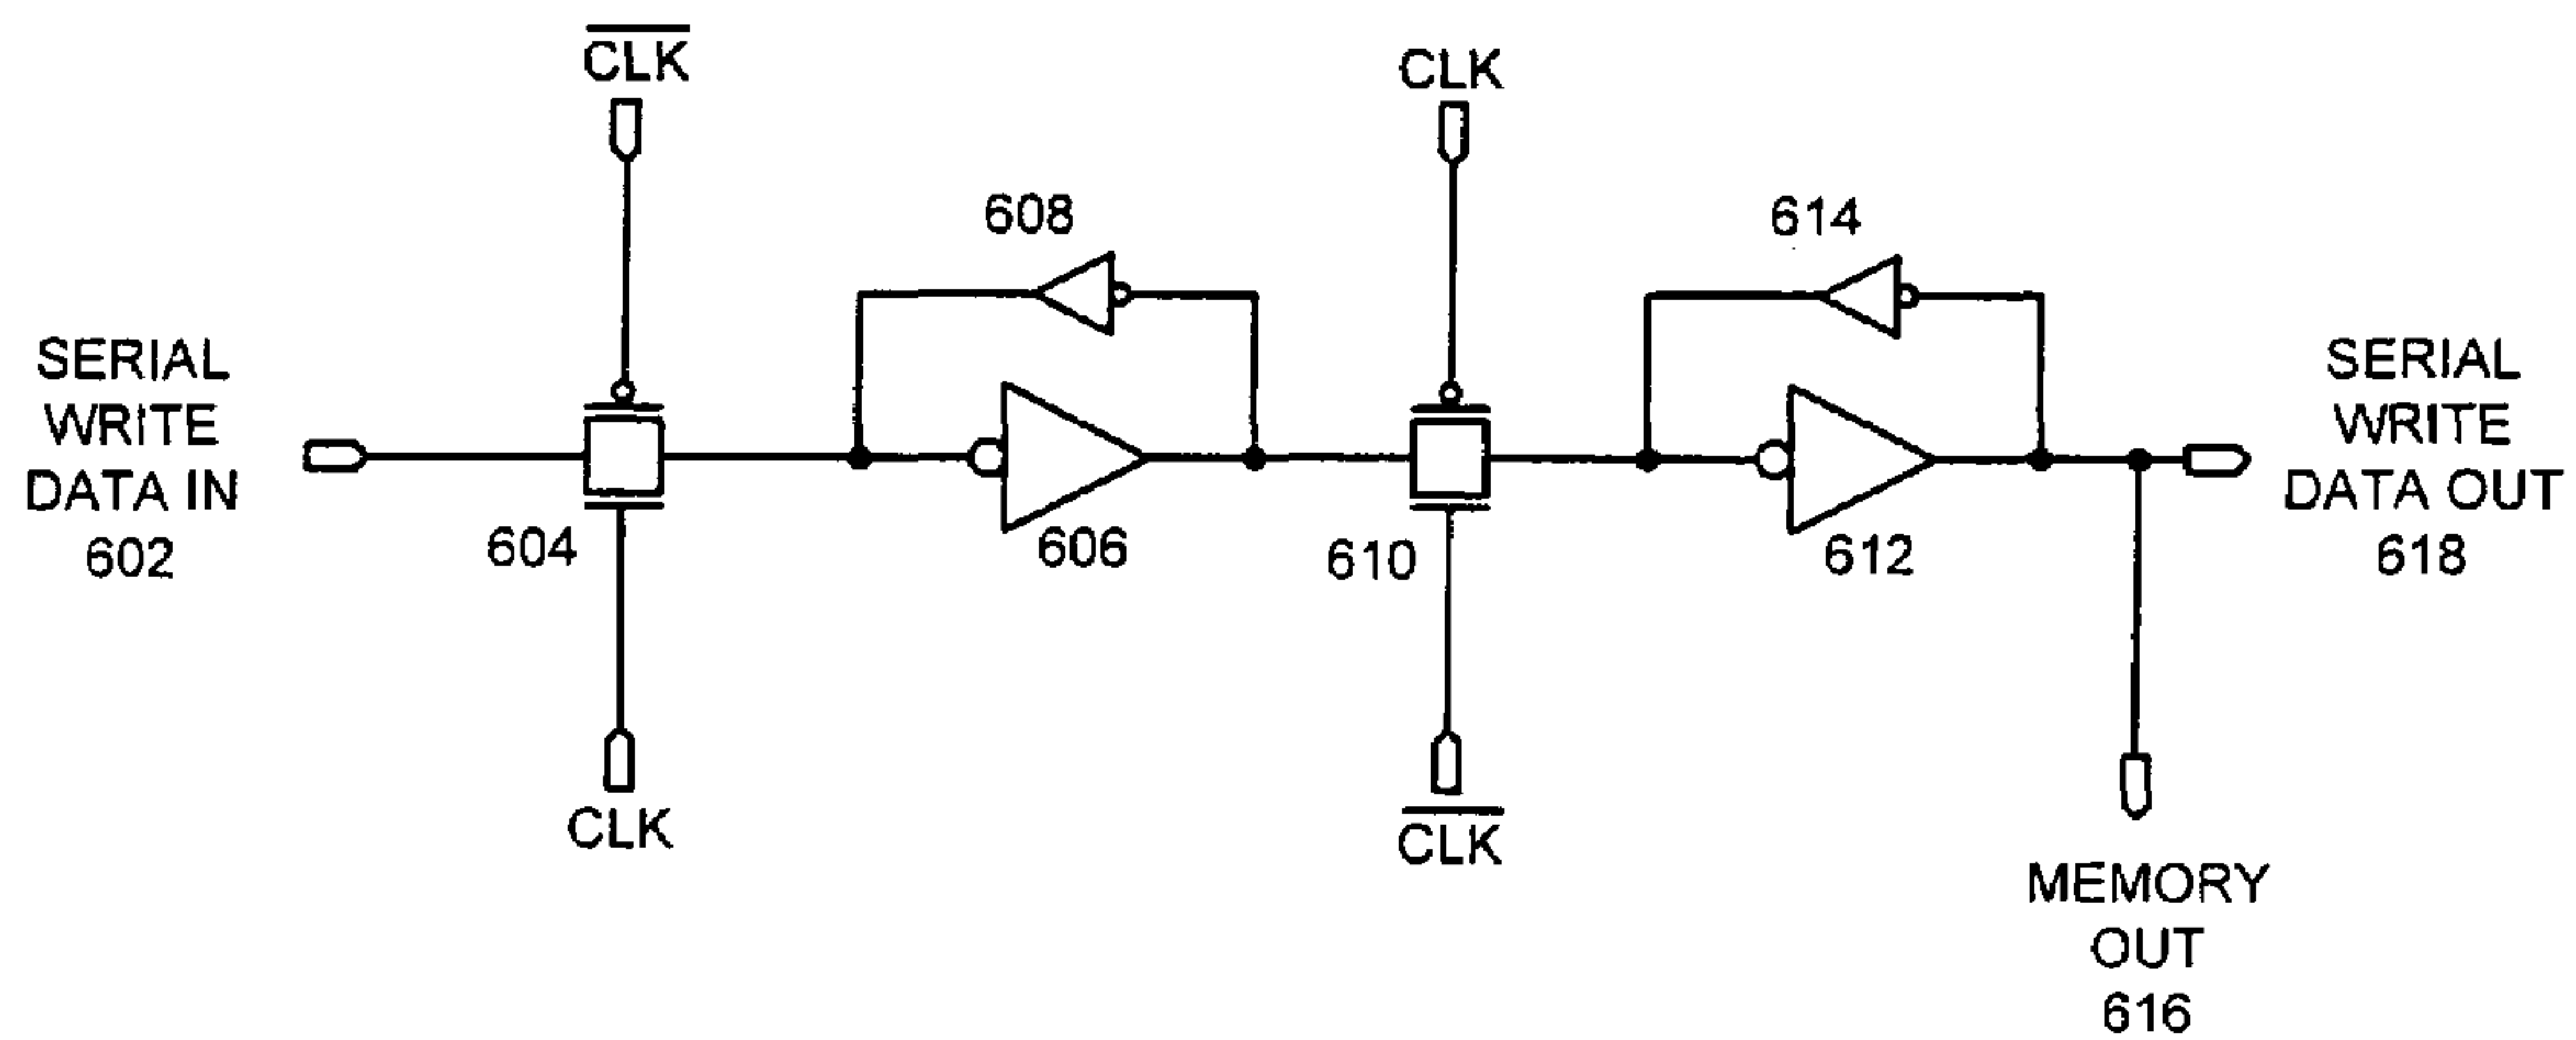 CLK
CLK
608
614
SERIAL
WRITE
DATA IN
602
604
606
610
612
SERIAL
WRITE
DATA OUT
618
CLK
CLK
MEMORY
OUT
616